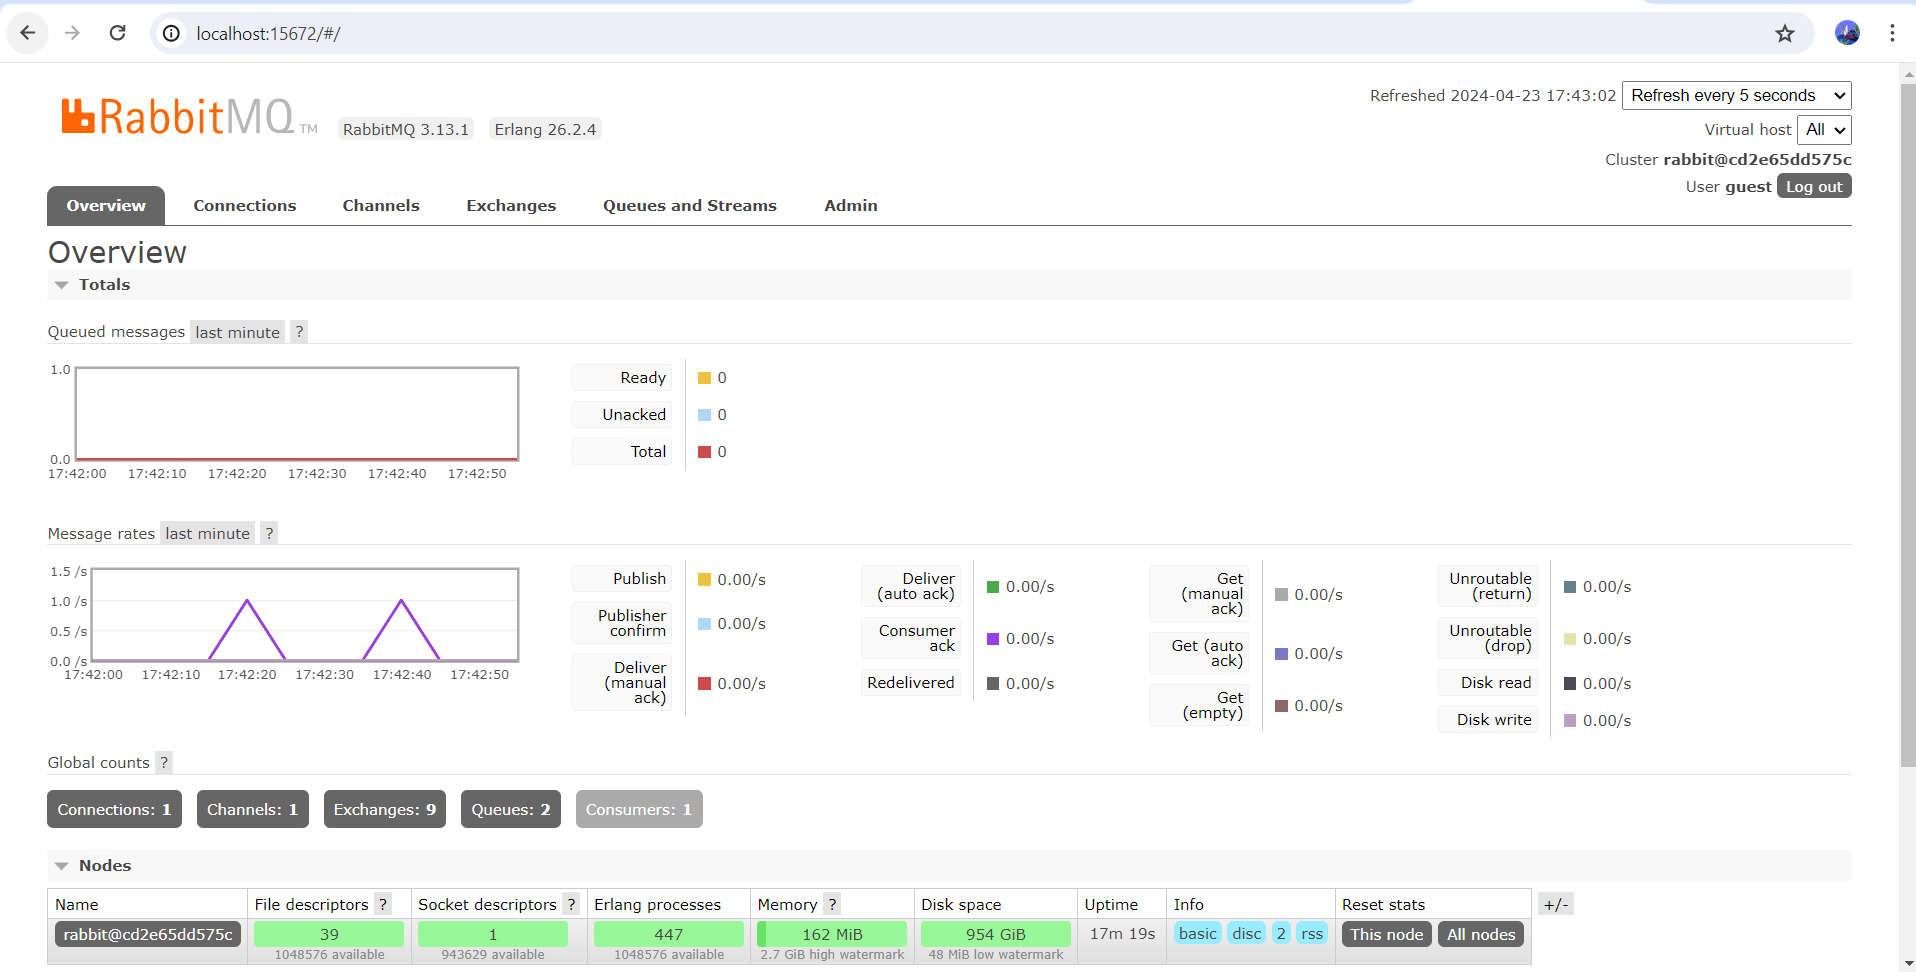 localhost:15672/#/
RabbitMQ TM RabbitMQ 3.13.1 Erlang 26.2.4
Refreshed 2024-04-23 17:43:02 Refresh every 5 seconds
Virtual host All
Cluster rabbit@cd2e65dd575c
User guest Log out
Overview Connections Channels Exchanges Queues and Streams Admin
Overview
Totals
Queued messages last minute ?
1.0
0.0
17:42:00 17:42:10 17:42:20 17:42:30 17:42:40 17:42:50
Ready 0
Unacked 0
Total 0
Message rates last minute ?
1.5 /s
1.0 /s
0.5 /s
0.0 /s
17:42:00 17:42:10 17:42:20 17:42:30 17:42:40 17:42:50
Publish 0.00/s
Publisher
confirm 0.00/s
Deliver
(manual 0.00/s
ack)
Deliver
(auto ack) 0.00/s
Consumer
ack 0.00/s
Redelivered 0.00/s
Get
(manual 0.00/s
ack)
Get (auto
ack) 0.00/s
Get
(empty) 0.00/s
Unroutable
(return) 0.00/s
Unroutable
(drop) 0.00/s
Disk read 0.00/s
Disk write 0.00/s
Global counts ?
Connections: 1 Channels: 1 Exchanges: 9 Queues: 2 Consumers: 1
Nodes
Name File descriptors ? Socket descriptors ? Erlang processes Memory ? Disk space Uptime Info Reset stats +/-
rabbit@cd2e65dd575c 39 1 447 162 MiB 954 GiB 17m 19s basic disc 2 rss This node All nodes
1048576 available 943629 available 1048576 available 2.7 GiB high watermark 48 MiB low watermark